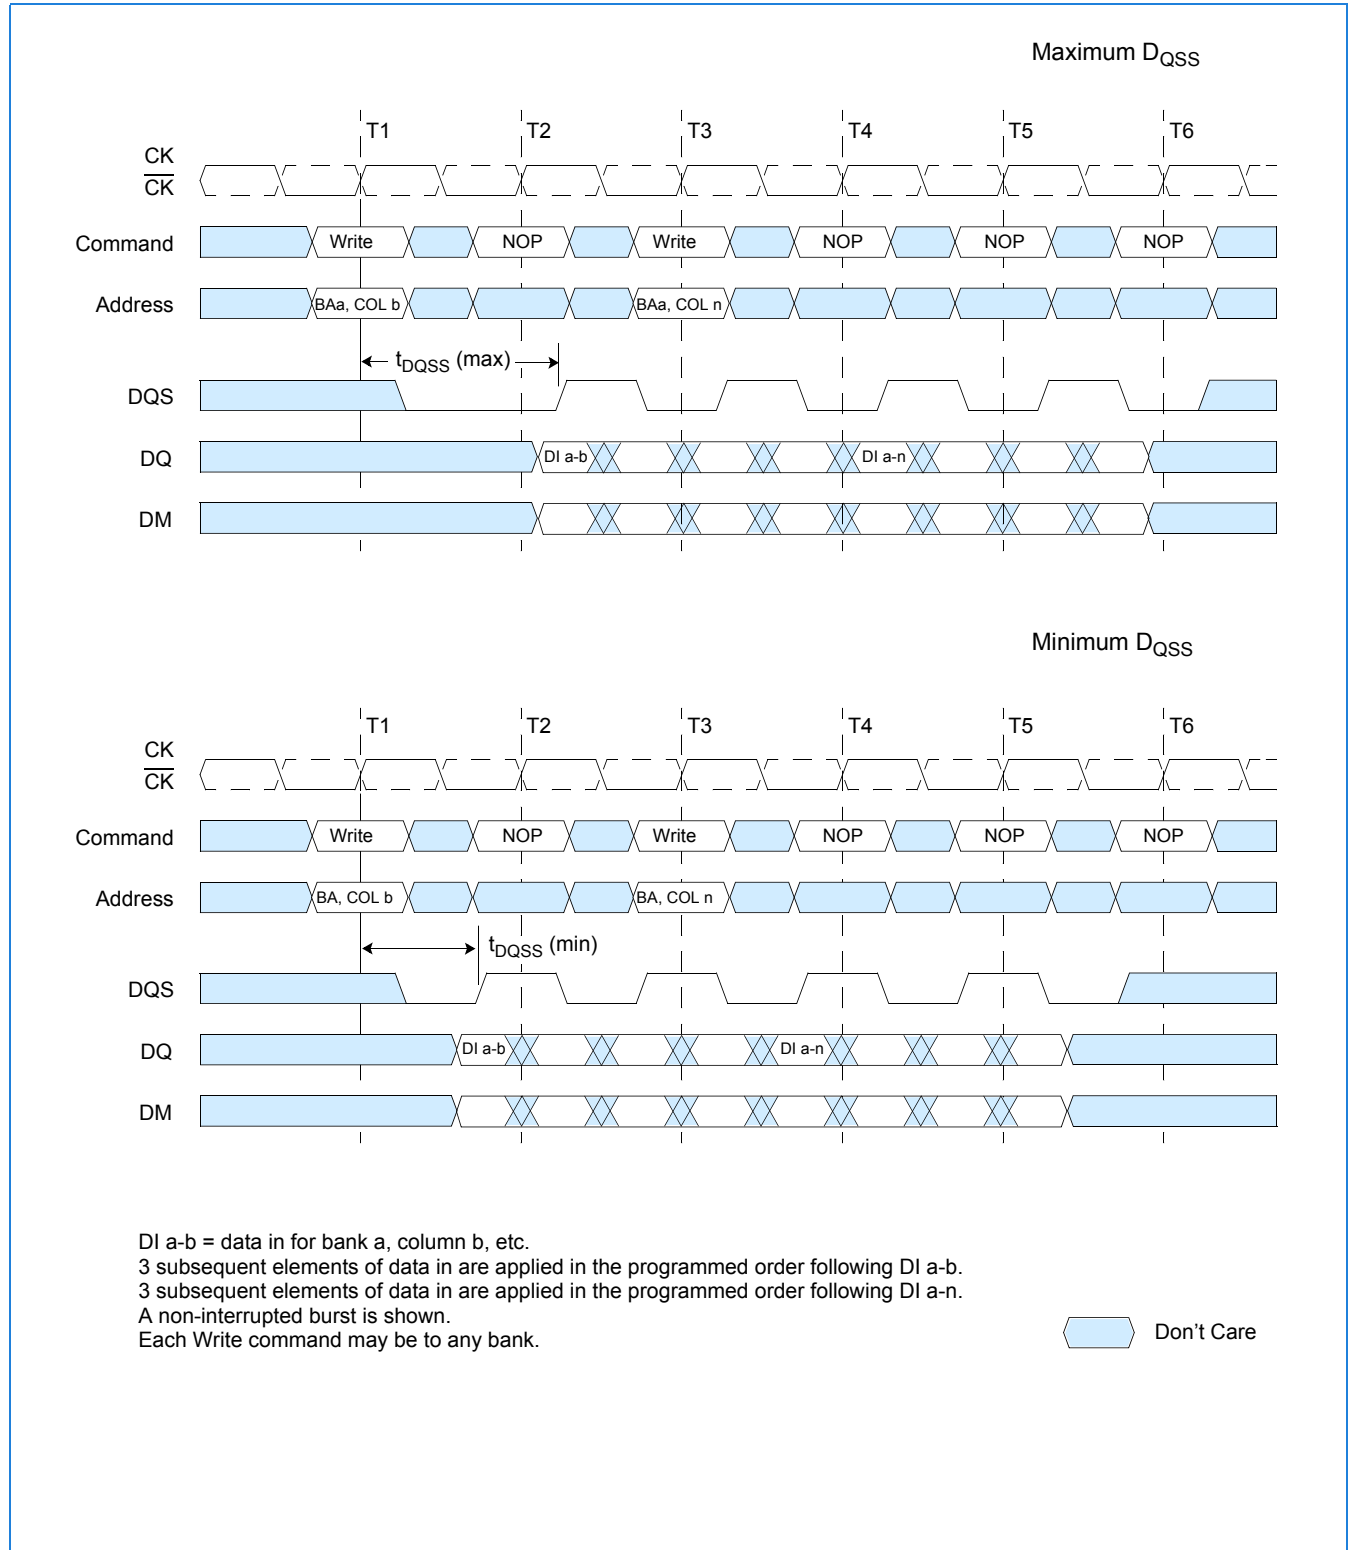 Maximum DQSS
T1 T2 T3 T4 T5 T6
CK
CK
Command Write NOP Write NOP NOP NOP
Address BAa, COL b BAa, COL n
tDQSS (max)
DQS
DQ DI a-b DI a-n
DM
Minimum DQSS
T1 T2 T3 T4 T5 T6
CK
CK
Command Write NOP Write NOP NOP NOP
Address BA, COL b BA, COL n
tDQSS (min)
DQS
DQ DI a-b DI a-n
DM
DI a-b = data in for bank a, column b, etc.
3 subsequent elements of data in are applied in the programmed order following DI a-b.
3 subsequent elements of data in are applied in the programmed order following DI a-n.
A non-interrupted burst is shown.
Each Write command may be to any bank.
Don't Care